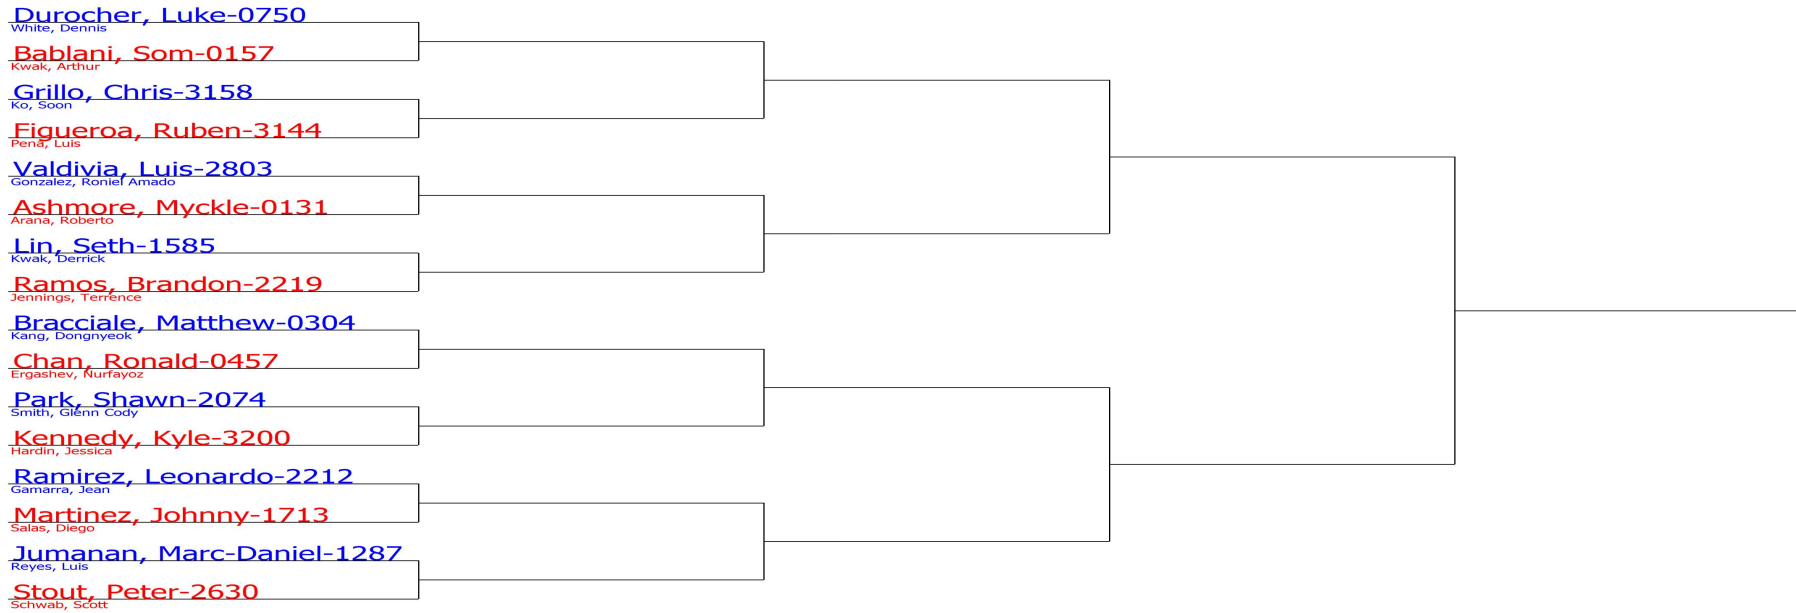 Durocher, Luke-0750
White, Dennis
Bablani, Som-0157
Kwak, Arthur
Grillo, Chris-3158
Ko, Soon
Figueroa, Ruben-3144
Pena, Luis
Valdivia, Luis-2803
Gonzalez, Roniel Amado
Ashmore, Myckle-0131
Arana, Roberto
Lin, Seth-1585
Kwak, Derrick
Ramos, Brandon-2219
Jennings, Terrence
Bracciale, Matthew-0304
Kang, Dongnyeok
Chan, Ronald-0457
Ergashev, Nurfayoz
Park, Shawn-2074
Smith, Glenn Cody
Kennedy, Kyle-3200
Hardin, Jessica
Ramirez, Leonardo-2212
Gamarra, Jean
Martinez, Johnny-1713
Salas, Diego
Jumanan, Marc-Daniel-1287
Reyes, Luis
Stout, Peter-2630
Schwab, Scott